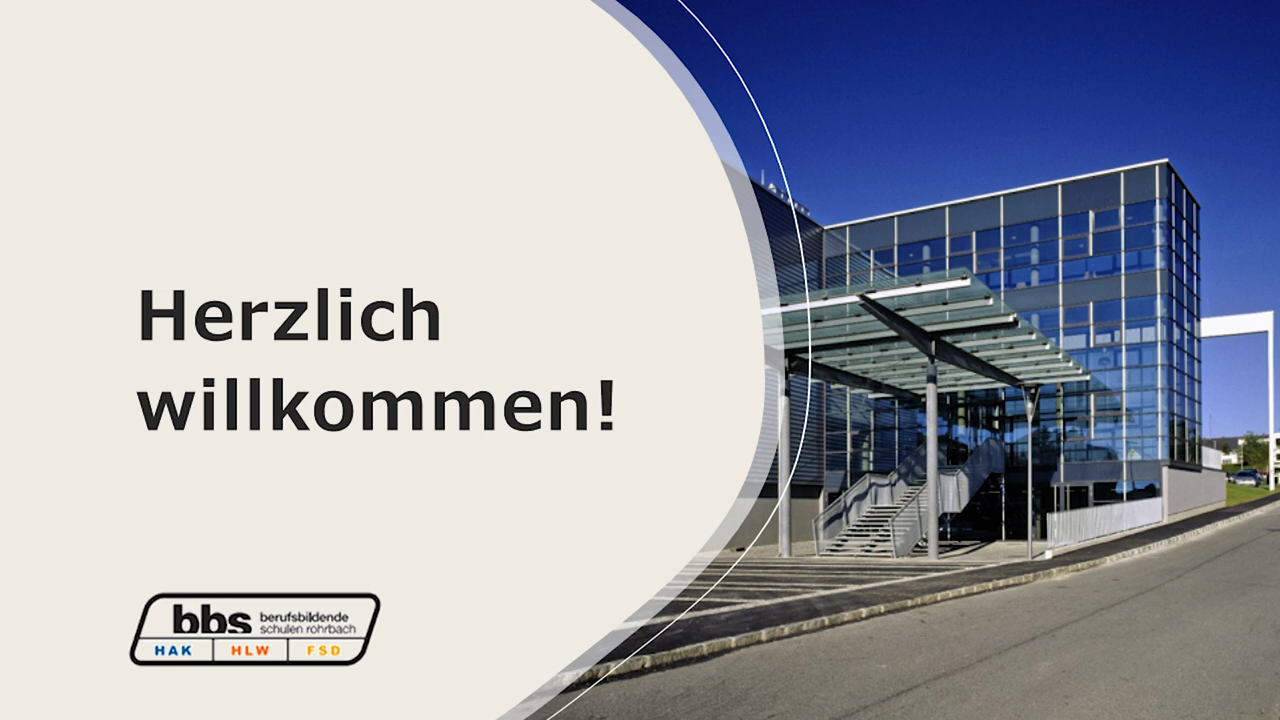 Herzlich
willkommen!
bbs berufsbildende
schulen rohrbach
HAK HLW FSD